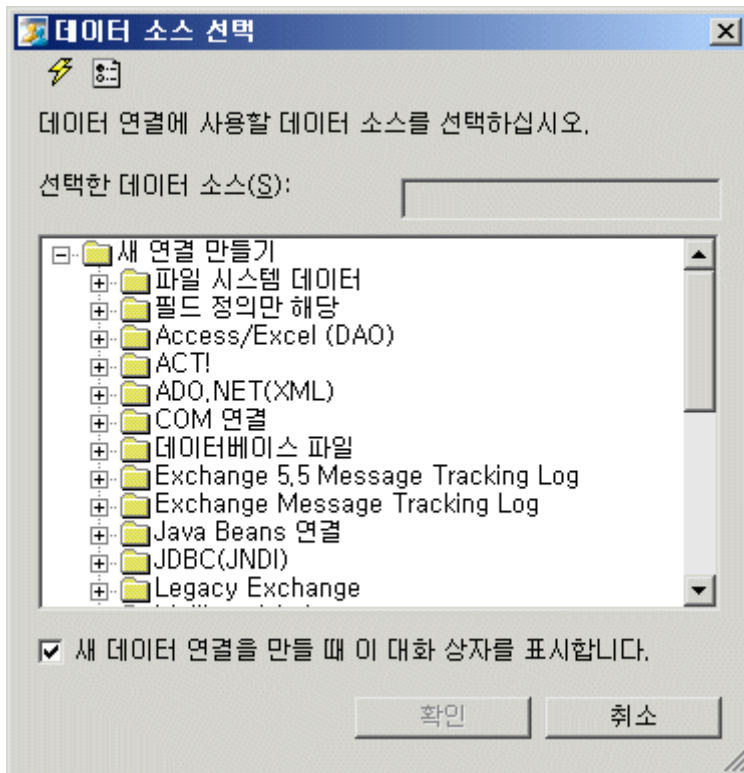 데이터 소스 선택
데이터 연결에 사용할 데이터 소스를 선택하십시오.
선택한 데이터 소스(S):
새 연결 만들기
파일 시스템 데이터
필드 정의만 해당
Access/Excel (DAO)
ACT!
ADO.NET(XML)
COM 연결
데이터베이스 파일
Exchange 5.5 Message Tracking Log
Exchange Message Tracking Log
Java Beans 연결
JDBC(JNDI)
Legacy Exchange
새 데이터 연결을 만들 때 이 대화 상자를 표시합니다.
확인 취소